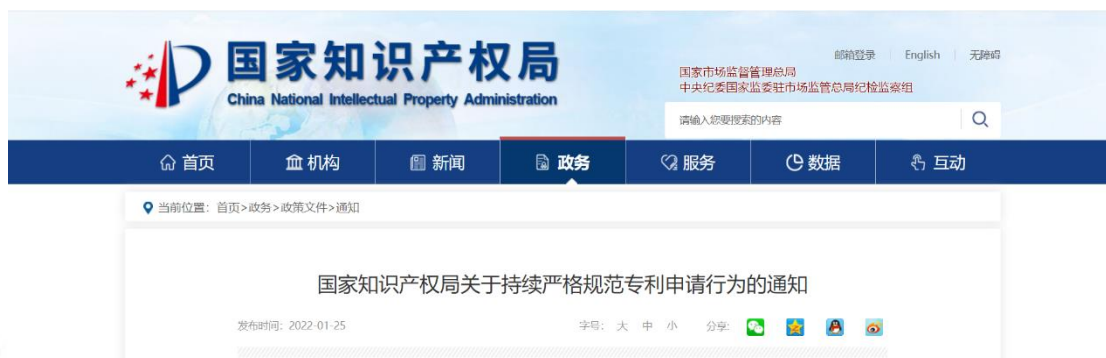 国家知识产权局
China National Intellectual Property Administration
邮箱登录 English 无障碍
国家市场监督管理总局
中央纪委国家监委驻市场监管总局纪检监察组
请输入您要搜索的内容
首页 机构 新闻 政务 服务 数据 互动
当前位置：首页>政务>政策文件>通知
国家知识产权局关于持续严格规范专利申请行为的通知
发布时间：2022-01-25 字号：大 中 小 分享：